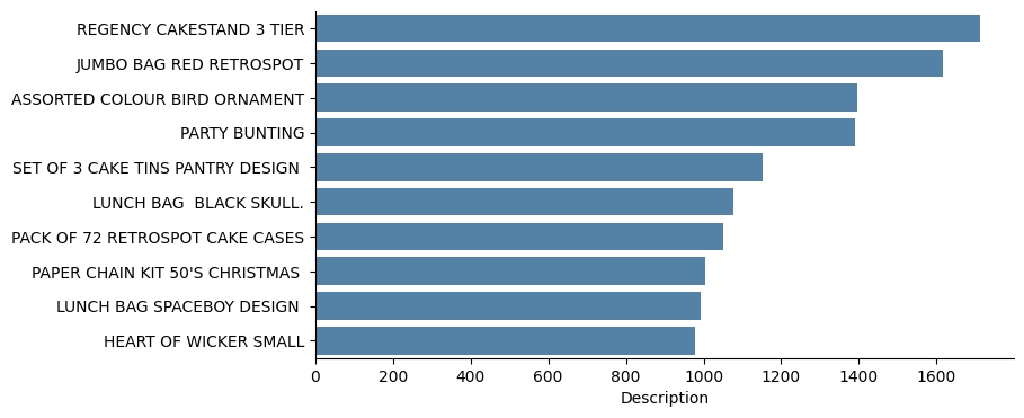 REGENCY CAKESTAND 3 TIER
JUMBO BAG RED RETROSPOT
ASSORTED COLOUR BIRD ORNAMENT
PARTY BUNTING
SET OF 3 CAKE TINS PANTRY DESIGN
LUNCH BAG  BLACK SKULL.
PACK OF 72 RETROSPOT CAKE CASES
PAPER CHAIN KIT 50'S CHRISTMAS
LUNCH BAG SPACEBOY DESIGN
HEART OF WICKER SMALL
0 200 400 600 800 1000 1200 1400 1600
Description